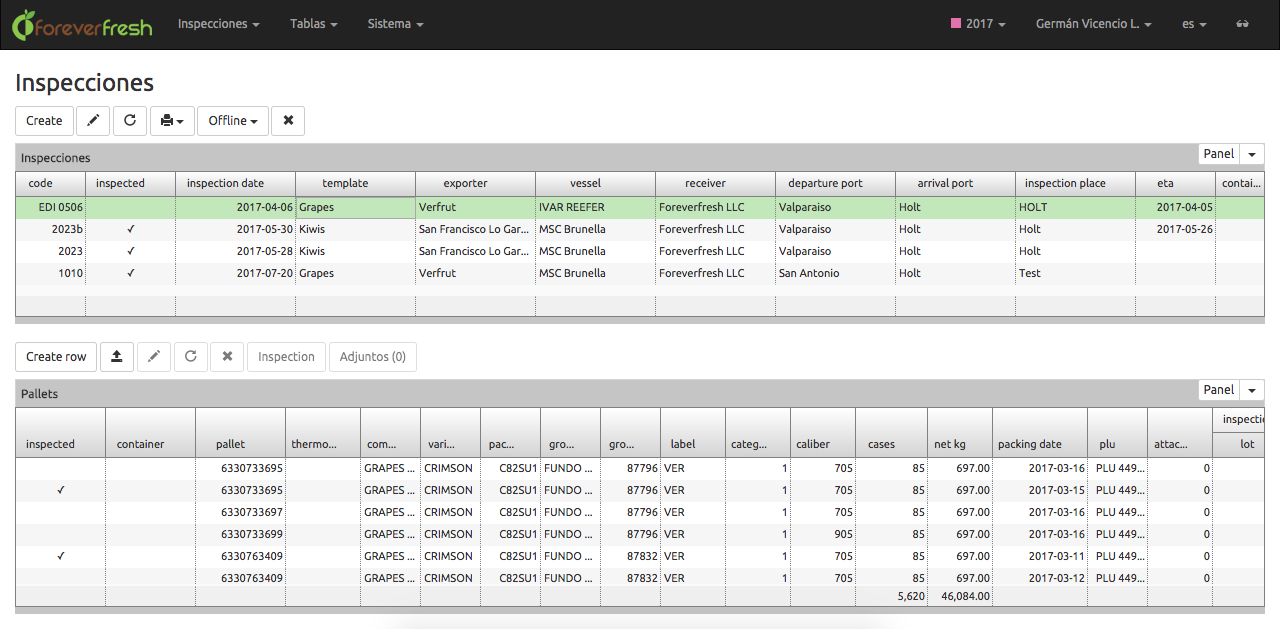 foreverfresh Inspecciones Tablas Sistema 2017 Germán Vicencio L. es
Inspecciones
Create Offline
Inspecciones Panel
code inspected inspection date template exporter vessel receiver departure port arrival port inspection place eta contai...
EDI 0506 2017-04-06 Grapes Verfrut IVAR REEFER Foreverfresh LLC Valparaiso Holt HOLT 2017-04-05
2023b ✓ 2017-05-30 Kiwis San Francisco Lo Gar... MSC Brunella Foreverfresh LLC Valparaiso Holt Holt 2017-05-26
2023 ✓ 2017-05-28 Kiwis San Francisco Lo Gar... MSC Brunella Foreverfresh LLC Valparaiso Holt Holt
1010 ✓ 2017-07-20 Grapes Verfrut MSC Brunella Foreverfresh LLC San Antonio Holt Test
Create row Inspection Adjuntos (0)
Pallets Panel
inspectio
inspected container pallet thermo... com... vari... pac... gro... gro... label categ... caliber cases net kg packing date plu attac... lot
6330733695 GRAPES ... CRIMSON C82SU1 FUNDO ... 87796 VER 1 705 85 697.00 2017-03-16 PLU 449... 0
✓ 6330733695 GRAPES ... CRIMSON C82SU1 FUNDO ... 87796 VER 1 705 85 697.00 2017-03-15 PLU 449... 0
6330733697 GRAPES ... CRIMSON C82SU1 FUNDO ... 87796 VER 1 705 85 697.00 2017-03-16 PLU 449... 0
6330733699 GRAPES ... CRIMSON C82SU1 FUNDO ... 87796 VER 1 905 85 697.00 2017-03-16 PLU 449... 0
✓ 6330763409 GRAPES ... CRIMSON C82SU1 FUNDO ... 87832 VER 1 705 85 697.00 2017-03-11 PLU 449... 0
6330763409 GRAPES ... CRIMSON C82SU1 FUNDO ... 87832 VER 1 705 85 697.00 2017-03-12 PLU 449... 0
5,620 46,084.00